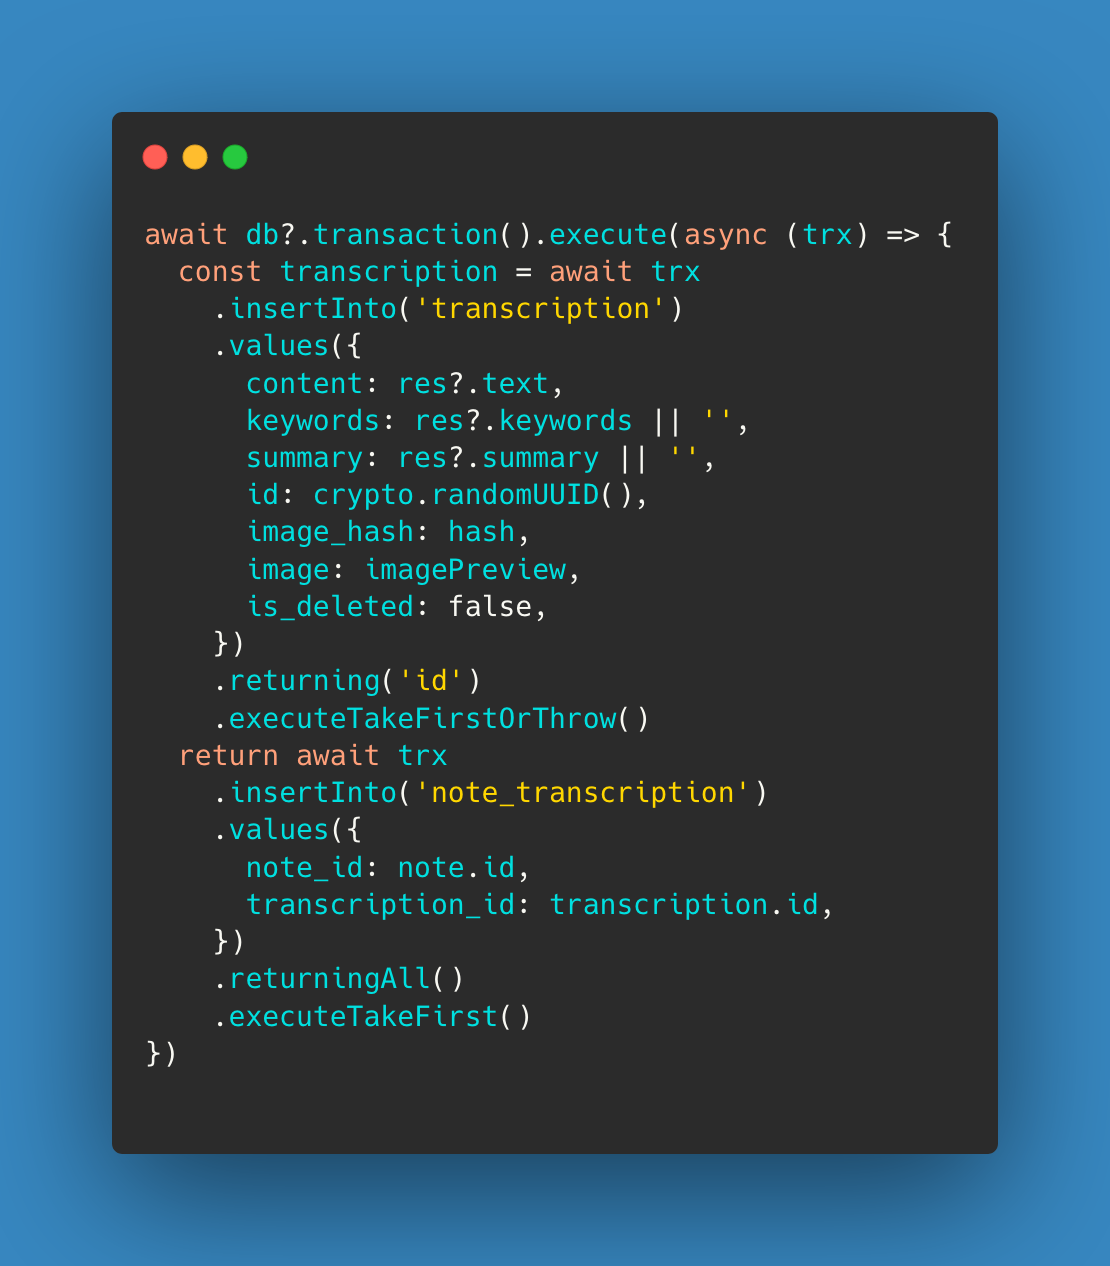 await db?.transaction().execute(async (trx) => {
  const transcription = await trx
    .insertInto('transcription')
    .values({
      content: res?.text,
      keywords: res?.keywords || '',
      summary: res?.summary || '',
      id: crypto.randomUUID(),
      image_hash: hash,
      image: imagePreview,
      is_deleted: false,
    })
    .returning('id')
    .executeTakeFirstOrThrow()
  return await trx
    .insertInto('note_transcription')
    .values({
      note_id: note.id,
      transcription_id: transcription.id,
    })
    .returningAll()
    .executeTakeFirst()
})